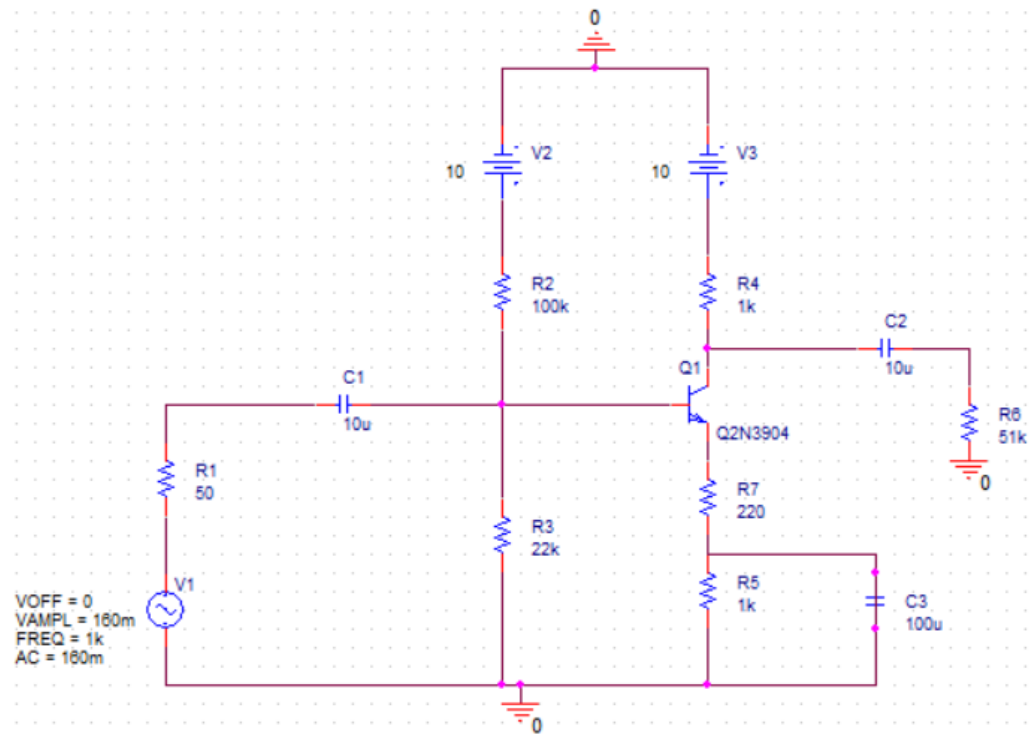 0
V2
10
V3
10
R2
100k
R4
1k
C2
10u
Q1
C1
10u
Q2N3904
R6
51k
0
R1
50
R7
220
R3
22k
V1
R5
1k
C3
100u
VOFF = 0
VAMPL = 160m
FREQ = 1k
AC = 160m
0